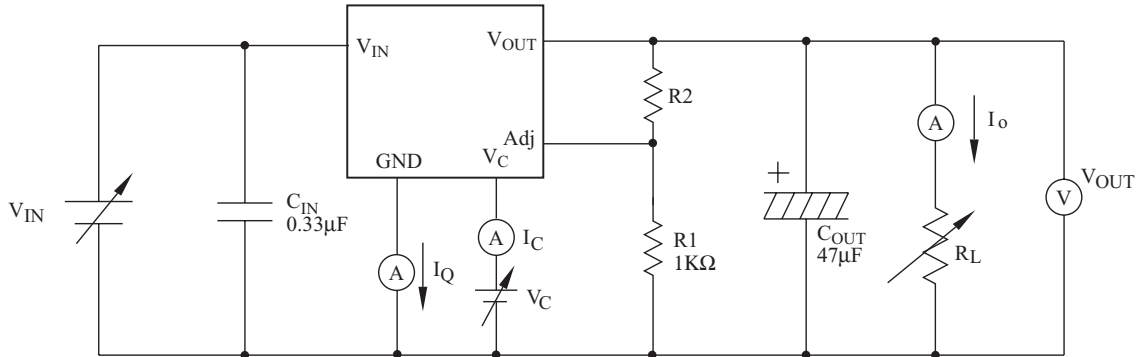 V_IN
V_OUT
R2
Adj
GND
V_C
V_IN
C_IN
0.33µF
A
I_Q
A
I_C
V_C
R1
1KΩ
+
C_OUT
47µF
A
I_o
R_L
V
V_OUT